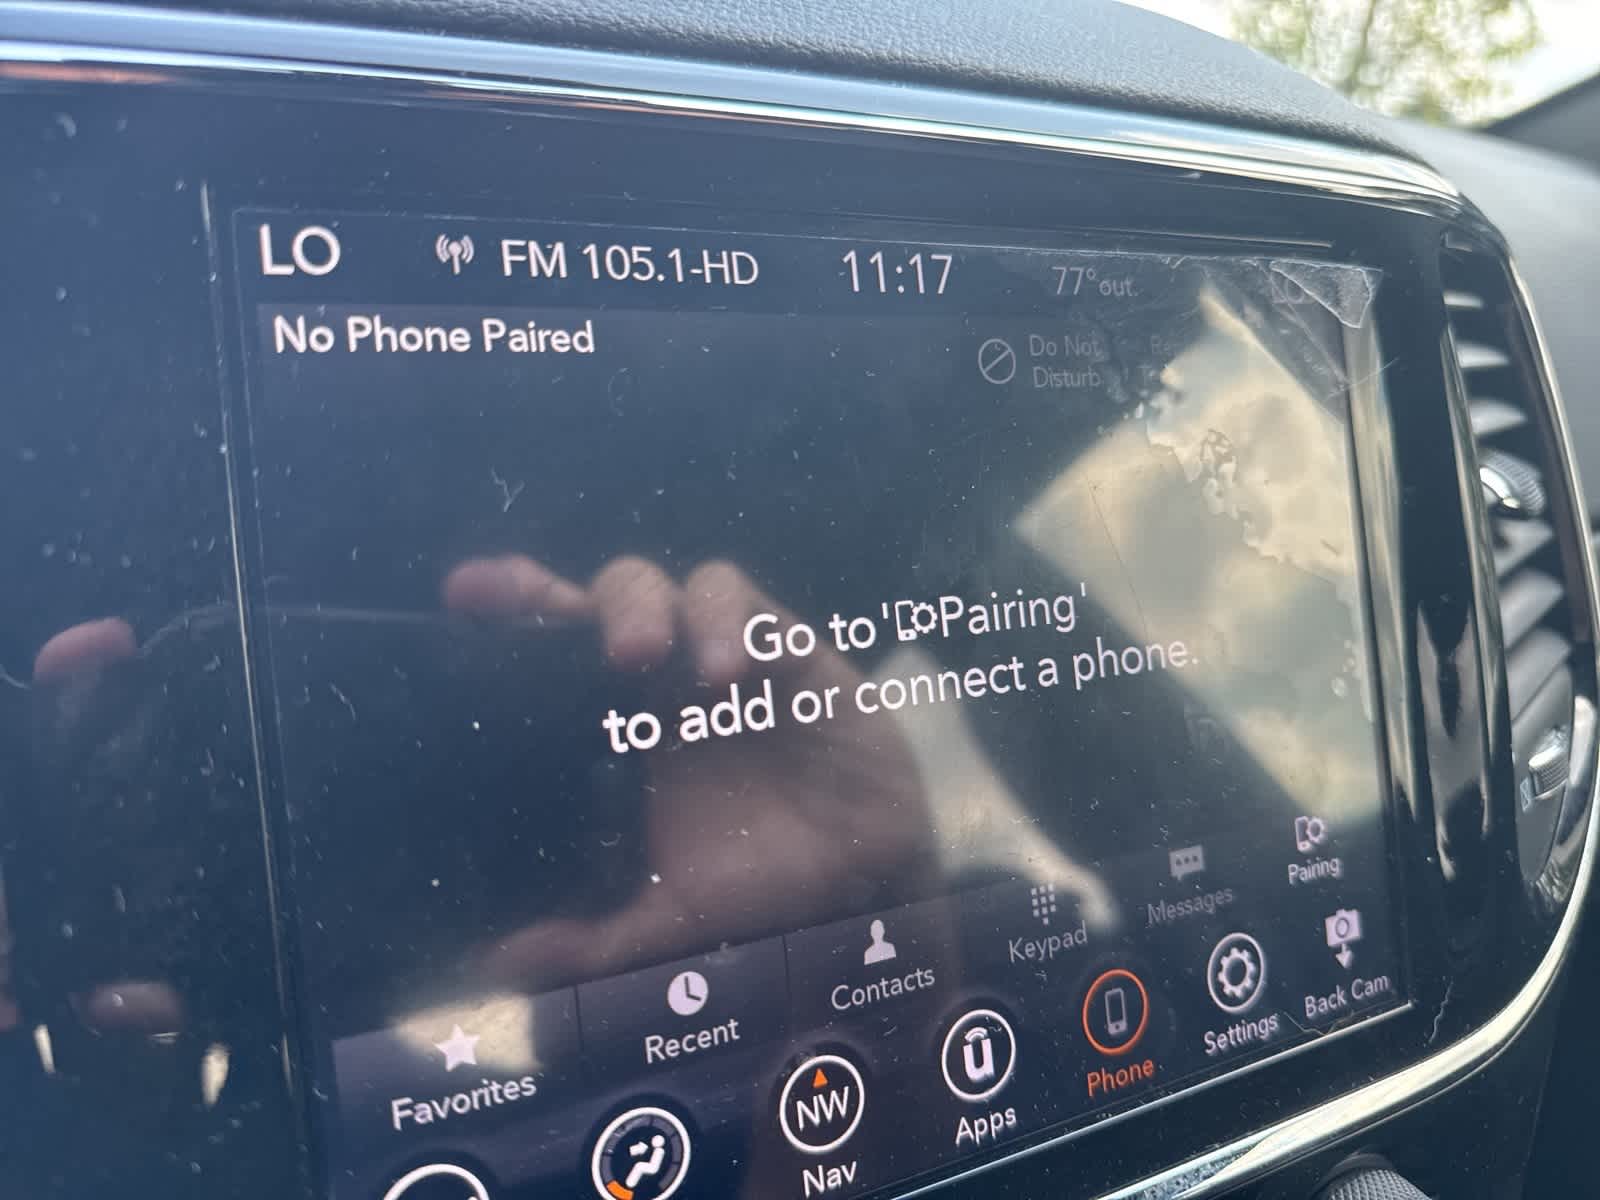 LO FM 105.1-HD 11:17 77° out. LO
No Phone Paired
Do Not
Disturb
Go to 'Pairing'
to add or connect a phone.
Favorites Recent Contacts Keypad Messages Pairing
NW
Nav Apps Phone Settings Back Cam